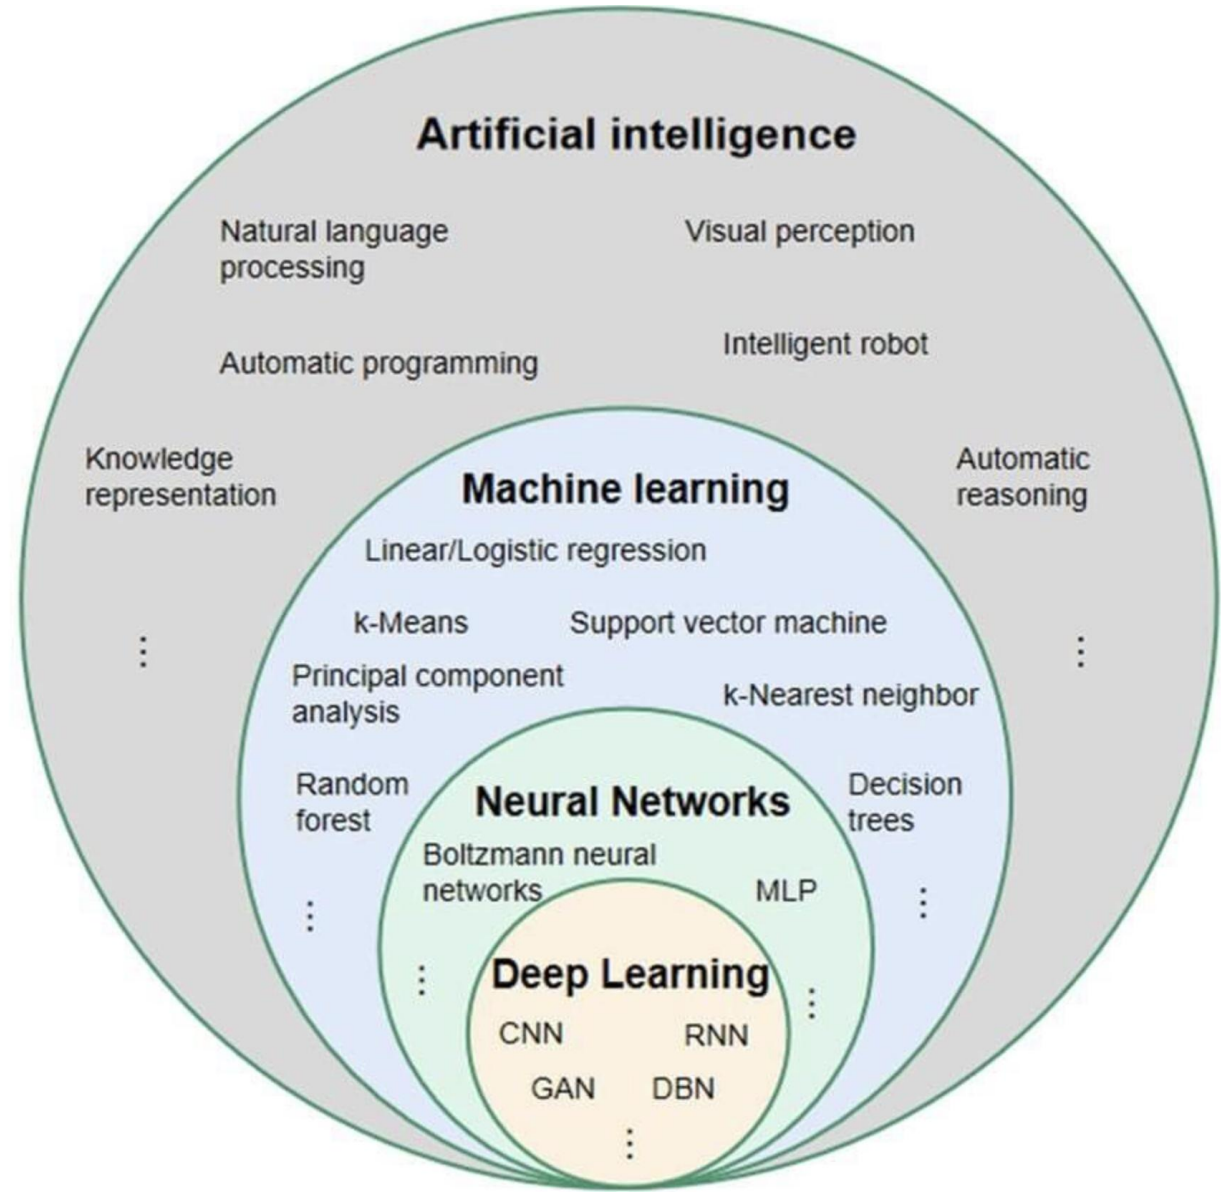 Artificial intelligence
Natural language
processing
Visual perception
Automatic programming
Intelligent robot
Knowledge
representation
Automatic
reasoning
Machine learning
Linear/Logistic regression
k-Means
Support vector machine
Principal component
analysis
k-Nearest neighbor
Random
forest
Decision
trees
Neural Networks
Boltzmann neural
networks
MLP
Deep Learning
CNN
RNN
GAN
DBN